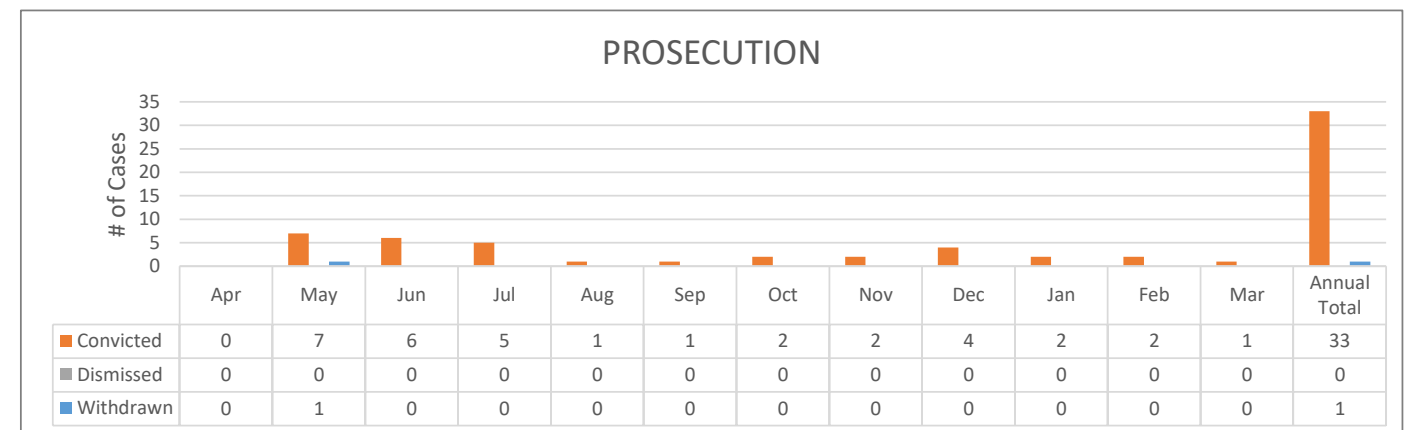 PROSECUTION
# of Cases
35
30
25
20
15
10
5
0
Apr May Jun Jul Aug Sep Oct Nov Dec Jan Feb Mar Annual Total
Convicted 0 7 6 5 1 1 2 2 4 2 2 1 33
Dismissed 0 0 0 0 0 0 0 0 0 0 0 0 0
Withdrawn 0 1 0 0 0 0 0 0 0 0 0 0 1